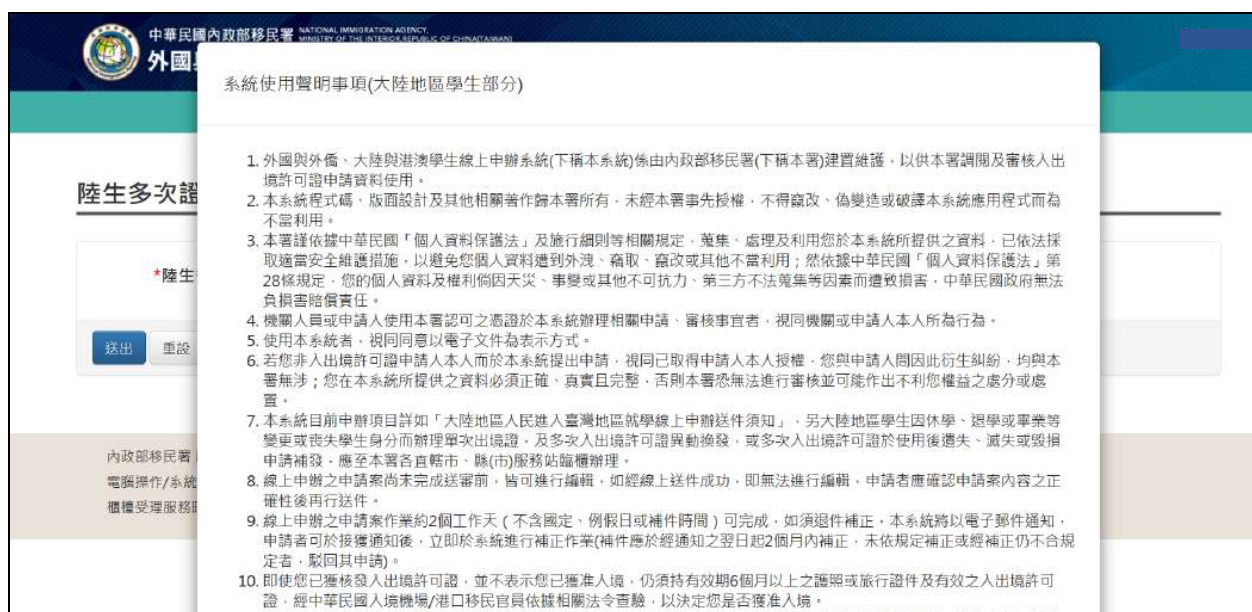 中華民國內政部移民署 NATIONAL IMMIGRATION AGENCY,
MINISTRY OF THE INTERIOR,REPUBLIC OF CHINA(TAIWAN)
外國
系統使用聲明事項(大陸地區學生部分)
1. 外國與外僑、大陸與港澳學生線上申辦系統(下稱本系統)係由內政部移民署(下稱本署)建置維護，以供本署調閱及審核入出
境許可證申請資料使用。
陸生多次證
2. 本系統程式碼、版面設計及其他相關著作歸本署所有，未經本署事先授權，不得竄改、偽變造或破譯本系統應用程式而為
不當利用。
3. 本署謹依據中華民國「個人資料保護法」及施行細則等相關規定，蒐集、處理及利用您於本系統所提供之資料，已依法採
取適當安全維護措施，以避免您個人資料遭到外洩、竊取、竄改或其他不當利用；然依據中華民國「個人資料保護法」第
*陸生
28條規定，您的個人資料及權利倘因天災、事變或其他不可抗力、第三方不法蒐集等因素而遭致損害，中華民國政府無法
負損害賠償責任。
4. 機關人員或申請人使用本署認可之憑證於本系統辦理相關申請、審核事宜者，視同機關或申請人本人所為行為。
送出 重設
5. 使用本系統者，視同同意以電子文件為表示方式。
6. 若您非入出境許可證申請人本人而於本系統提出申請，視同已取得申請人本人授權，您與申請人間因此衍生糾紛，均與本
署無涉；您在本系統所提供之資料必須正確、真實且完整，否則本署恐無法進行審核並可能作出不利您權益之處分或處
置。
7. 本系統目前申辦項目詳如「大陸地區人民進入臺灣地區就學線上申辦送件須知」，另大陸地區學生因休學、退學或畢業等
變更或喪失學生身分而辦理單次出境證，及多次入出境許可證異動換發，或多次入出境許可證於使用後遺失、滅失或毀損
申請補發，應至本署各直轄市、縣(市)服務站臨櫃辦理。
內政部移民署
電腦操作/系統
櫃檯受理服務時
8. 線上申辦之申請案尚未完成送審前，皆可進行編輯，如經線上送件成功，即無法進行編輯，申請者應確認申請案內容之正
確性後再行送件。
9. 線上申辦之申請案作業約2個工作天（不含國定、例假日或補件時間）可完成，如須退件補正，本系統將以電子郵件通知，
申請者可於接獲通知後，立即於系統進行補正作業(補件應於經通知之翌日起2個月內補正，未依規定補正或經補正仍不合規
定者，駁回其申請)。
10. 即使您已獲核發入出境許可證，並不表示您已獲准入境，仍須持有效期6個月以上之護照或旅行證件及有效之入出境許可
證，經中華民國入境機場/港口移民官員依據相關法令查驗，以決定您是否獲准入境。